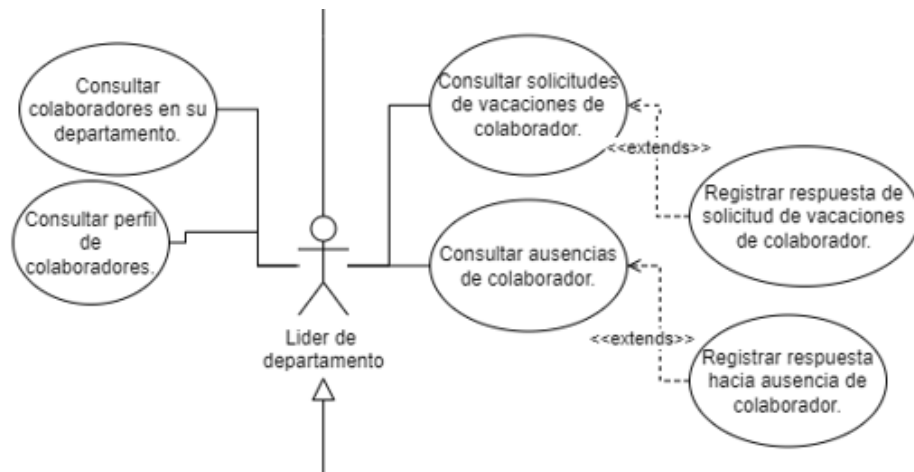 Consultar
colaboradores en su
departamento.
Consultar perfil
de
colaboradores.
Lider de
departamento
Consultar solicitudes
de vacaciones de
colaborador.
<<extends>>
Registrar respuesta de
solicitud de vacaciones
de colaborador.
Consultar ausencias
de colaborador.
<<extends>>
Registrar respuesta
hacia ausencia de
colaborador.